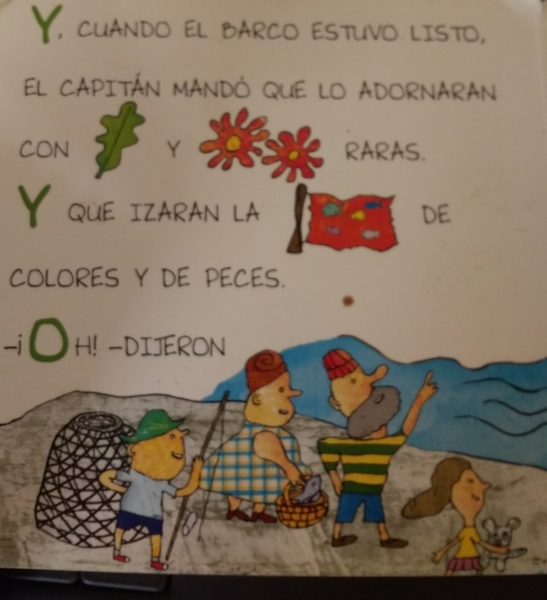 Y, CUANDO EL BARCO ESTUVO LISTO,
EL CAPITÁN MANDÓ QUE LO ADORNARAN
CON Y RARAS.
Y QUE IZARAN LA DE
COLORES Y DE PECES.
–¡OH! –DIJERON